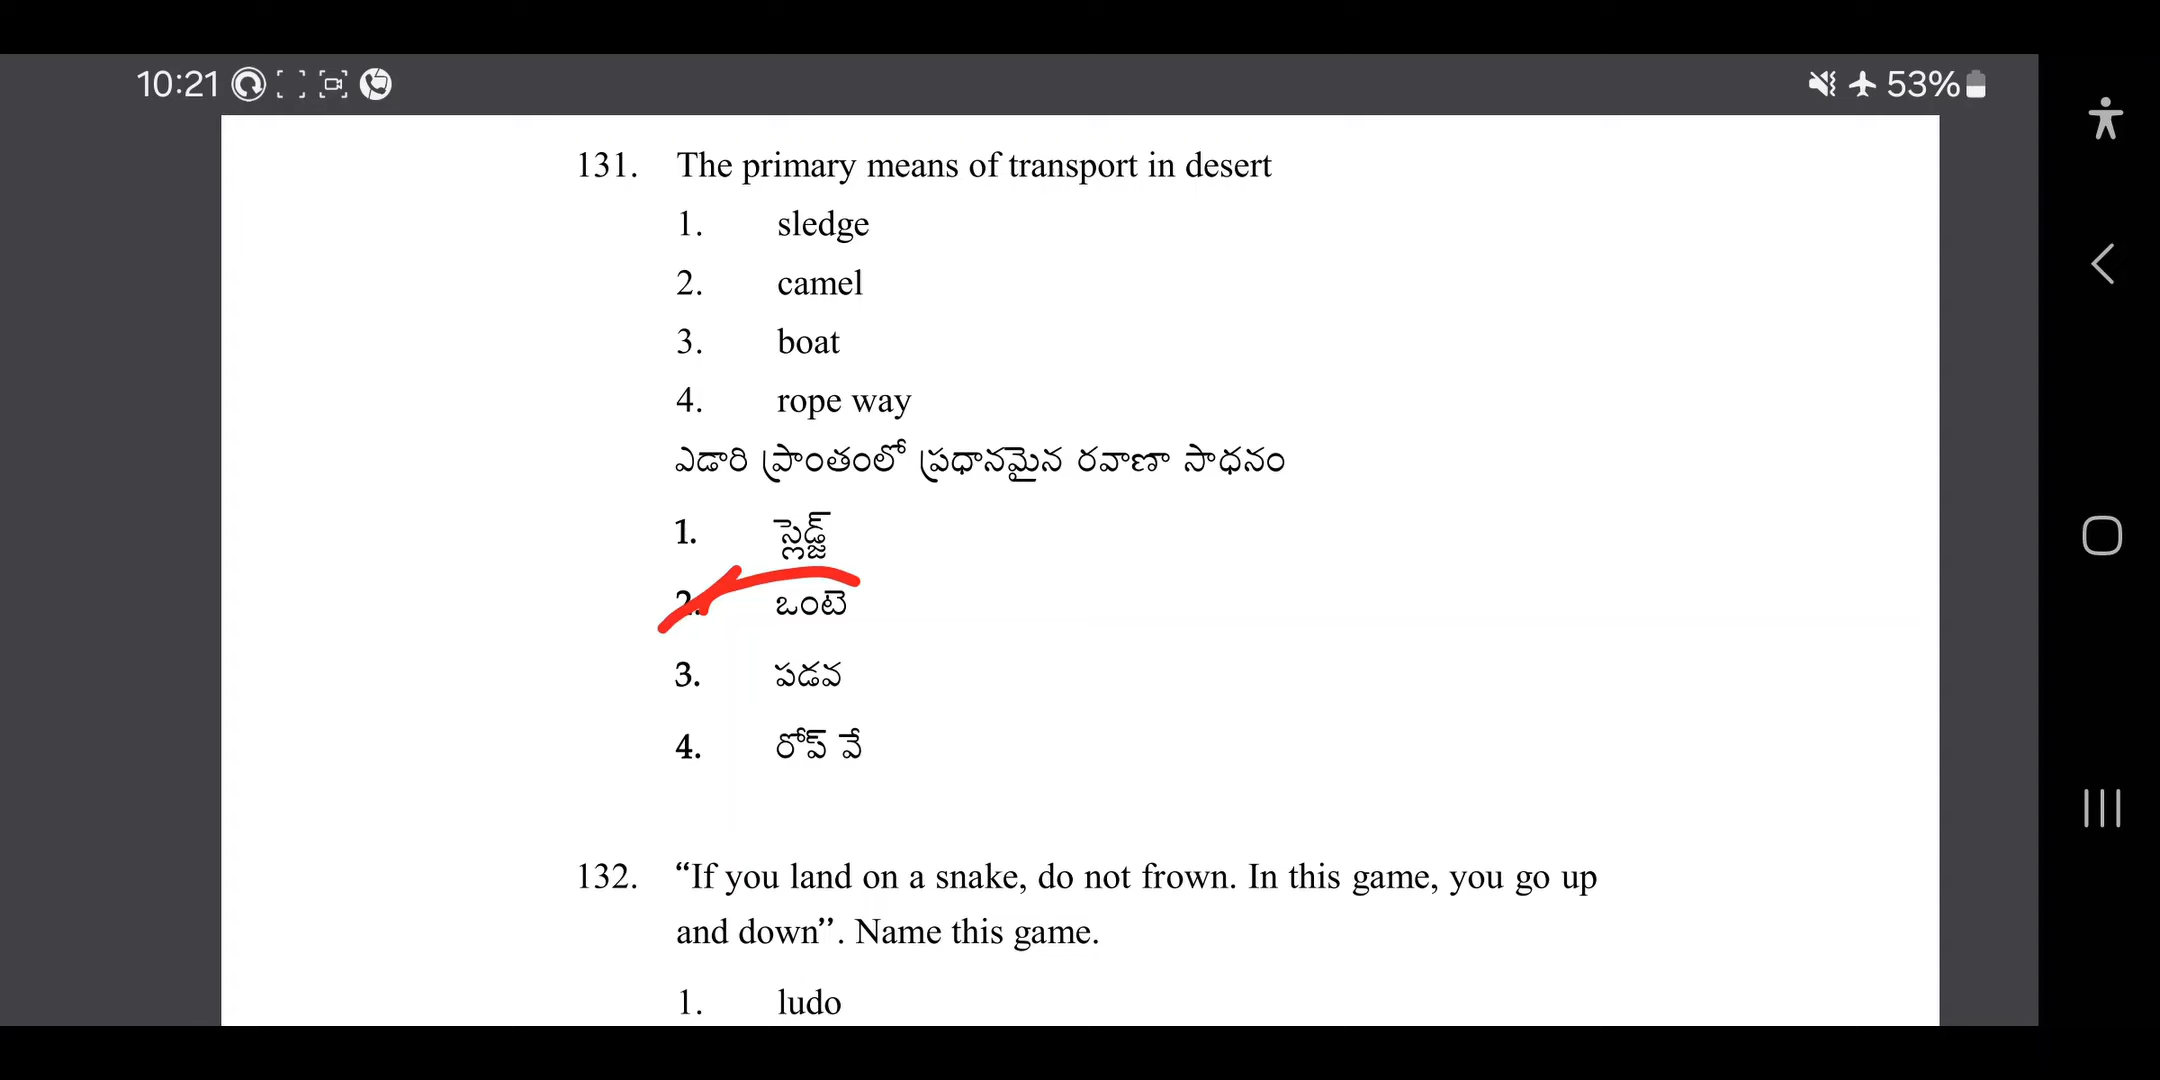 10:21
53%
131. The primary means of transport in desert
1. sledge
2. camel
3. boat
4. rope way
ఎడారి ప్రాంతంలో ప్రధానమైన రవాణా సాధనం
1. స్లెడ్జ్
2. ఒంటె
3. పడవ
4. రోప్ వే
132. “If you land on a snake, do not frown. In this game, you go up
and down”. Name this game.
1. ludo